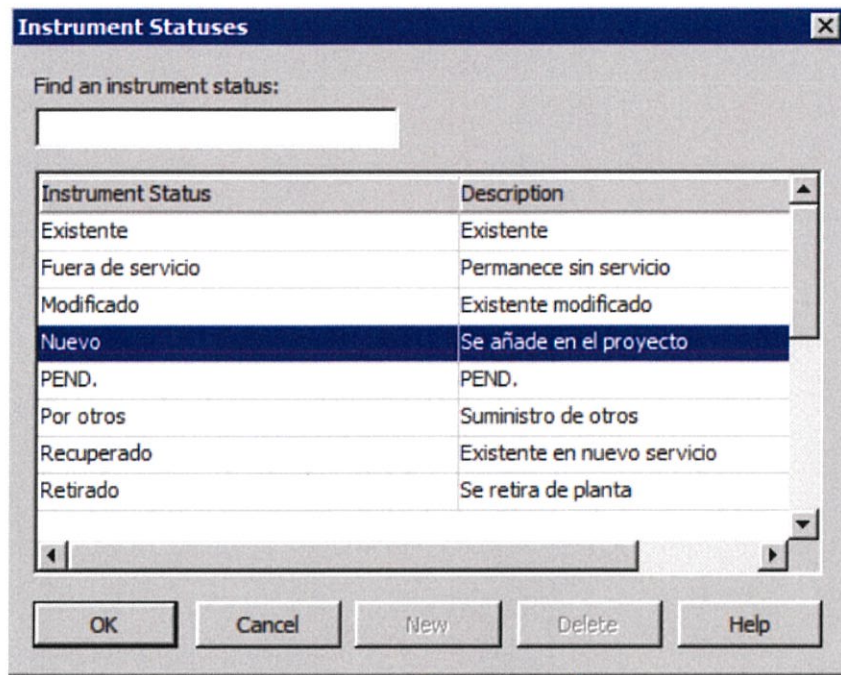 Instrument Statuses
Find an instrument status:
Instrument Status Description
Existente Existente
Fuera de servicio Permanece sin servicio
Modificado Existente modificado
Nuevo Se añade en el proyecto
PEND. PEND.
Por otros Suministro de otros
Recuperado Existente en nuevo servicio
Retirado Se retira de planta
OK Cancel New Delete Help